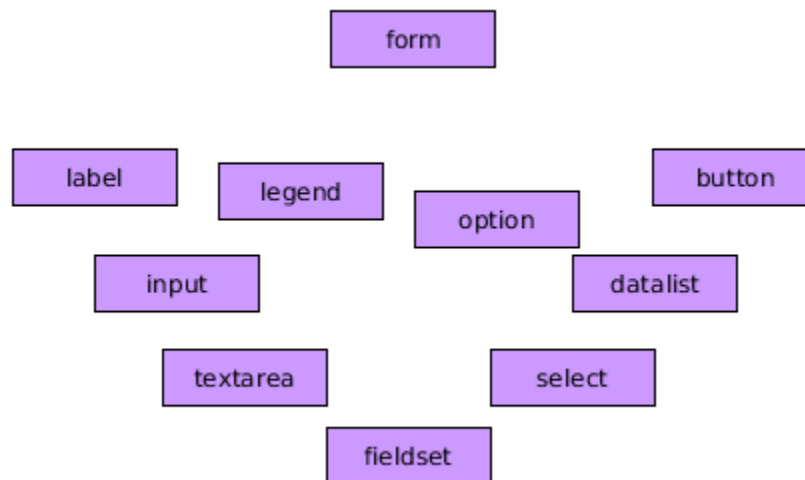 form
label
legend
option
button
input
datalist
textarea
select
fieldset